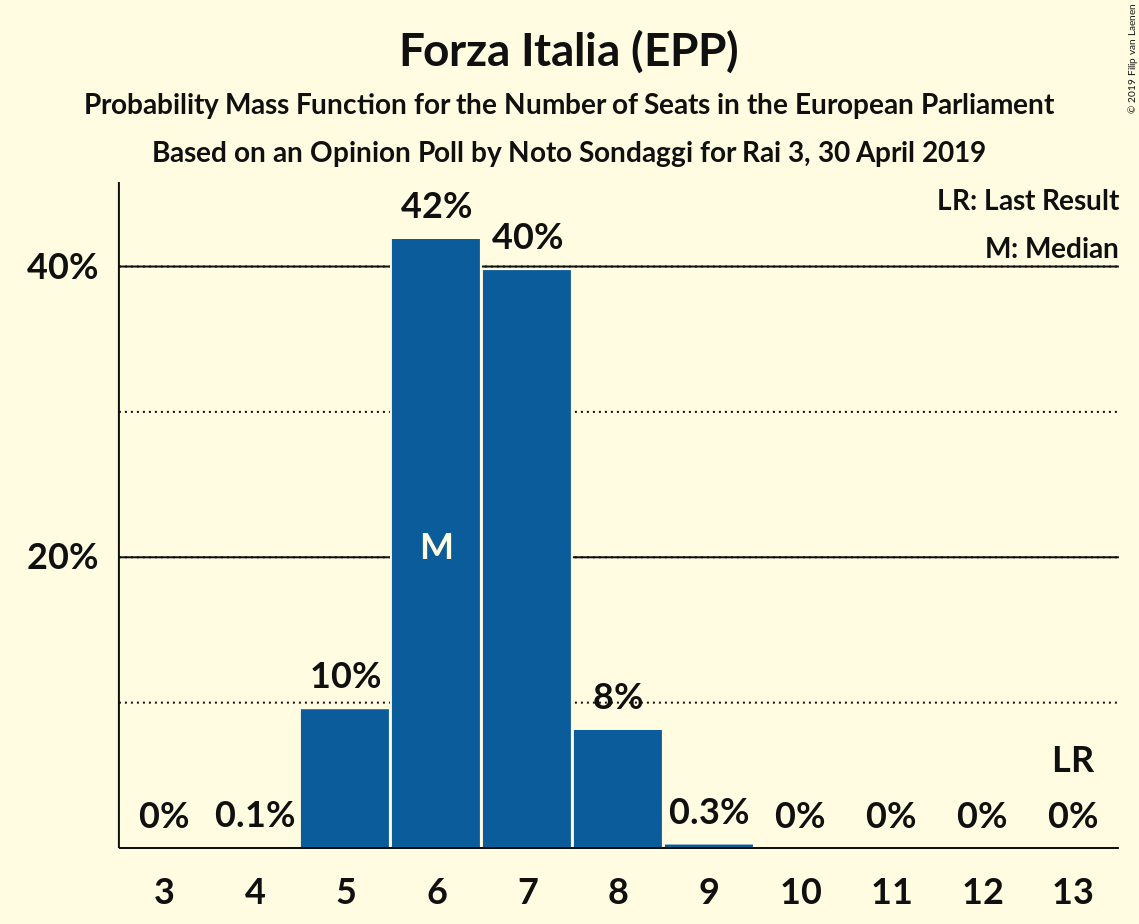 Forza Italia (EPP)
Probability Mass Function for the Number of Seats in the European Parliament
Based on an Opinion Poll by Noto Sondaggi for Rai 3, 30 April 2019
© 2019 Filip van Laenen
LR: Last Result
M: Median
42%
40%
40%
20%
M
10%
8%
LR
0% 0.1% 0.3% 0% 0% 0% 0%
3 4 5 6 7 8 9 10 11 12 13